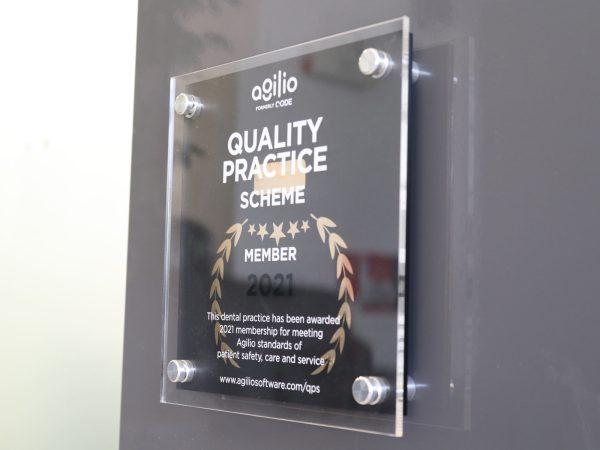 agilio
FORMERLY CODE
QUALITY
PRACTICE
SCHEME
MEMBER
2021
This dental practice has been awarded
2021 membership for meeting
Agilio standards of
patient safety, care and service
www.agiliosoftware.com/qps